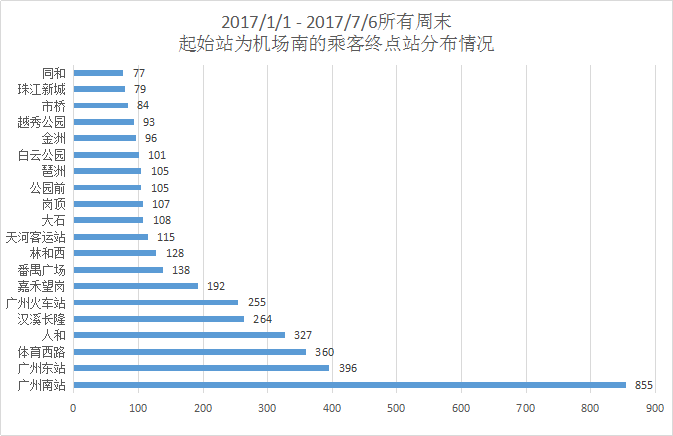 2017/1/1 - 2017/7/6所有周末
起始站为机场南的乘客终点站分布情况
同和 77
珠江新城 79
市桥 84
越秀公园 93
金洲 96
白云公园 101
琶洲 105
公园前 105
岗顶 107
大石 108
天河客运站 115
林和西 128
番禺广场 138
嘉禾望岗 192
广州火车站 255
汉溪长隆 264
人和 327
体育西路 360
广州东站 396
广州南站 855
0 100 200 300 400 500 600 700 800 900